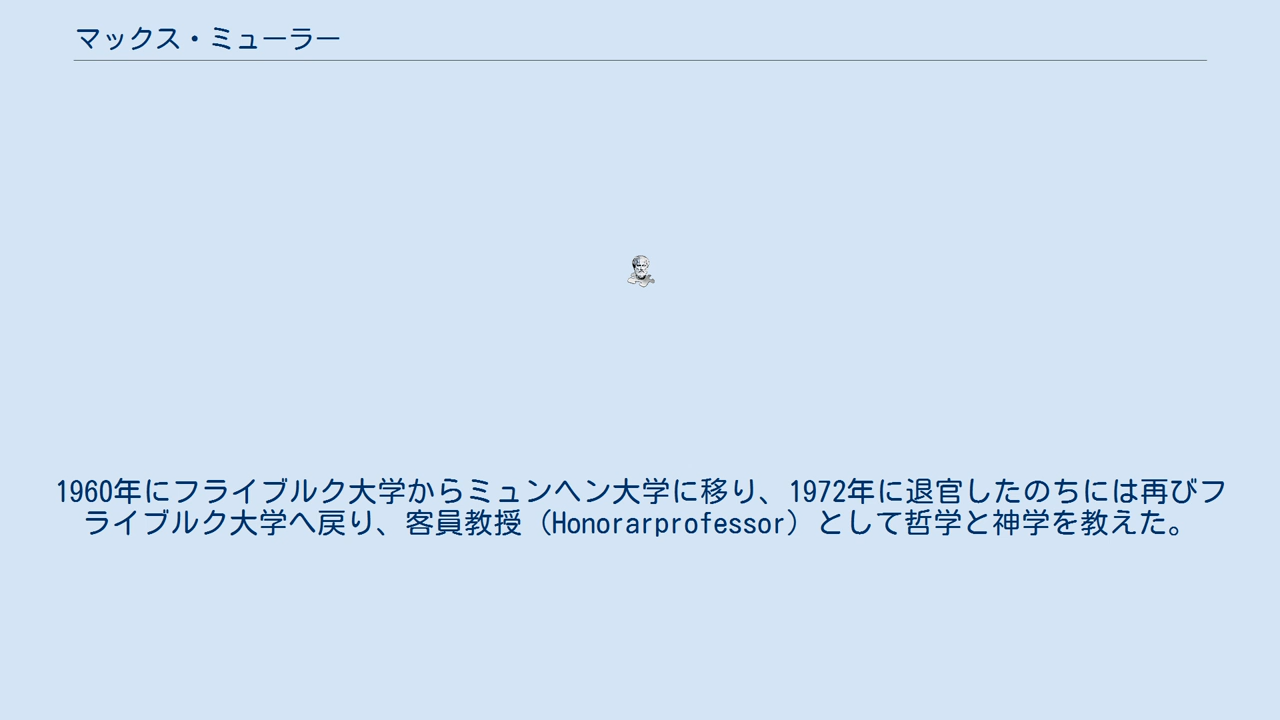 マックス・ミューラー
1960年にフライブルク大学からミュンヘン大学に移り、1972年に退官したのちには再びフ
ライブルク大学へ戻り、客員教授（Honorarprofessor）として哲学と神学を教えた。